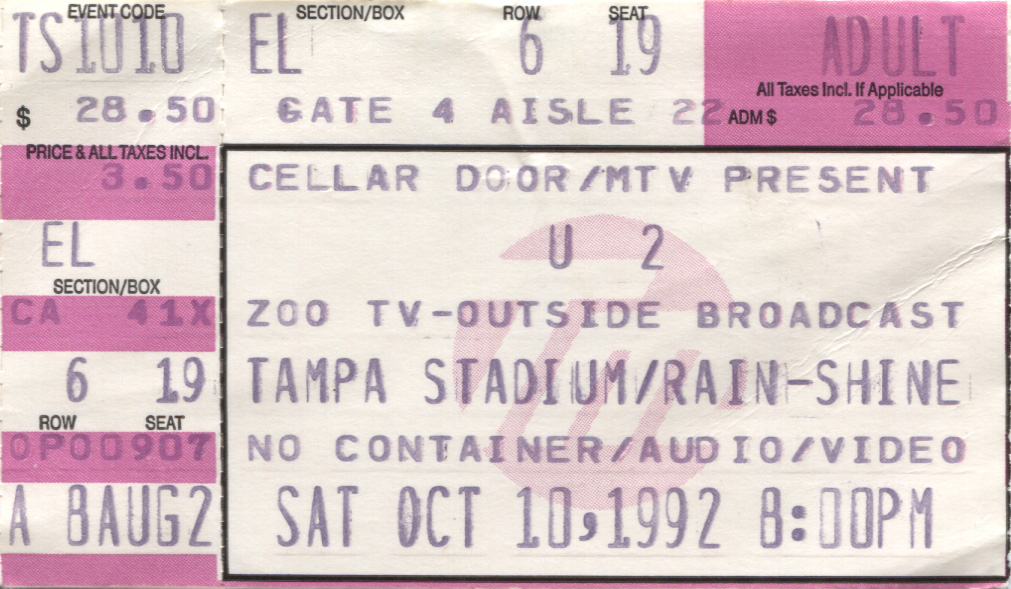 EVENT CODE SECTION/BOX ROW SEAT
TS1010 EL 6 19 ADULT
All Taxes Incl. If Applicable
$ 28.50 GATE 4 AISLE 22 ADM $ 28.50
PRICE & ALL TAXES INCL.
3.50
EL
SECTION/BOX
CA 41X
6 19
ROW SEAT
0P00907
A 8AUG2
CELLAR DOOR/MTV PRESENT
U 2
ZOO TV-OUTSIDE BROADCAST
TAMPA STADIUM/RAIN-SHINE
NO CONTAINER/AUDIO/VIDEO
SAT OCT 10,1992 8:00PM